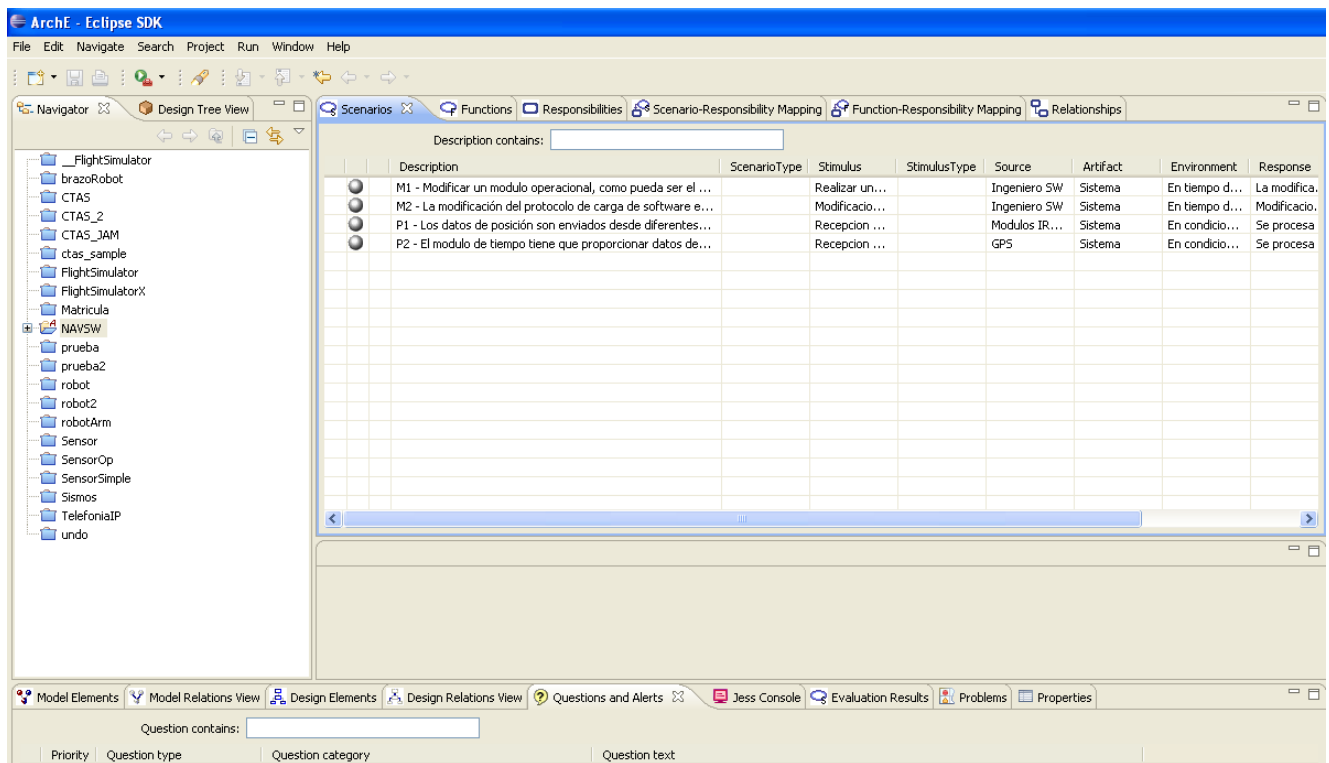 ArchE - Eclipse SDK
File Edit Navigate Search Project Run Window Help
Navigator Design Tree View
Scenarios Functions Responsibilities Scenario-Responsibility Mapping Function-Responsibility Mapping Relationships
Description contains:
__FlightSimulator
brazoRobot
CTAS
CTAS_2
CTAS_JAM
ctas_sample
FlightSimulator
FlightSimulatorX
Matricula
NAVSW
prueba
prueba2
robot
robot2
robotArm
Sensor
SensorOp
SensorSimple
Sismos
TelefoniaIP
undo
Description ScenarioType Stimulus StimulusType Source Artifact Environment Response
M1 - Modificar un modulo operacional, como pueda ser el ... Realizar un... Ingeniero SW Sistema En tiempo d... La modifica.
M2 - La modificación del protocolo de carga de software e... Modificacio... Ingeniero SW Sistema En tiempo d... Modificacio.
P1 - Los datos de posición son enviados desde diferentes... Recepcion ... Modulos IR... Sistema En condicio... Se procesa
P2 - El modulo de tiempo tiene que proporcionar datos de... Recepcion ... GPS Sistema En condicio... Se procesa
Model Elements Model Relations View Design Elements Design Relations View Questions and Alerts Jess Console Evaluation Results Problems Properties
Question contains:
Priority Question type Question category Question text